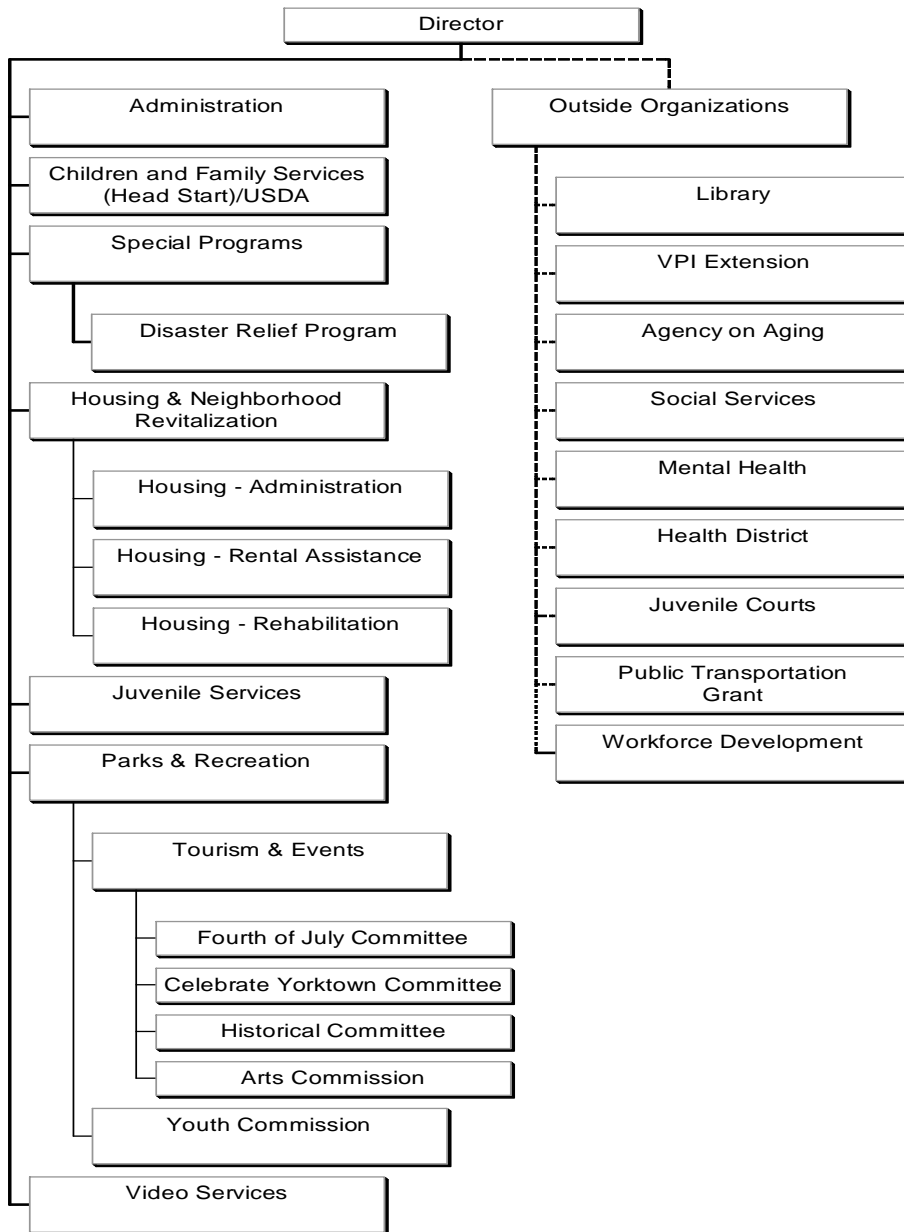 Director
Administration
Children and Family Services
(Head Start)/USDA
Special Programs
Disaster Relief Program
Housing & Neighborhood
Revitalization
Housing - Administration
Housing - Rental Assistance
Housing - Rehabilitation
Juvenile Services
Parks & Recreation
Tourism & Events
Fourth of July Committee
Celebrate Yorktown Committee
Historical Committee
Arts Commission
Youth Commission
Video Services
Outside Organizations
Library
VPI Extension
Agency on Aging
Social Services
Mental Health
Health District
Juvenile Courts
Public Transportation
Grant
Workforce Development